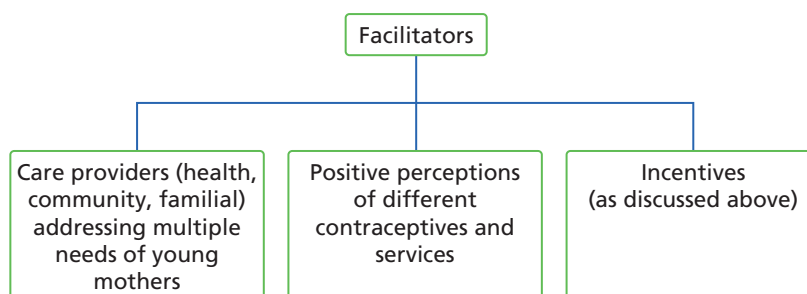 Facilitators
Care providers (health,
community, familial)
addressing multiple
needs of young
mothers
Positive perceptions
of different
contraceptives and
services
Incentives
(as discussed above)